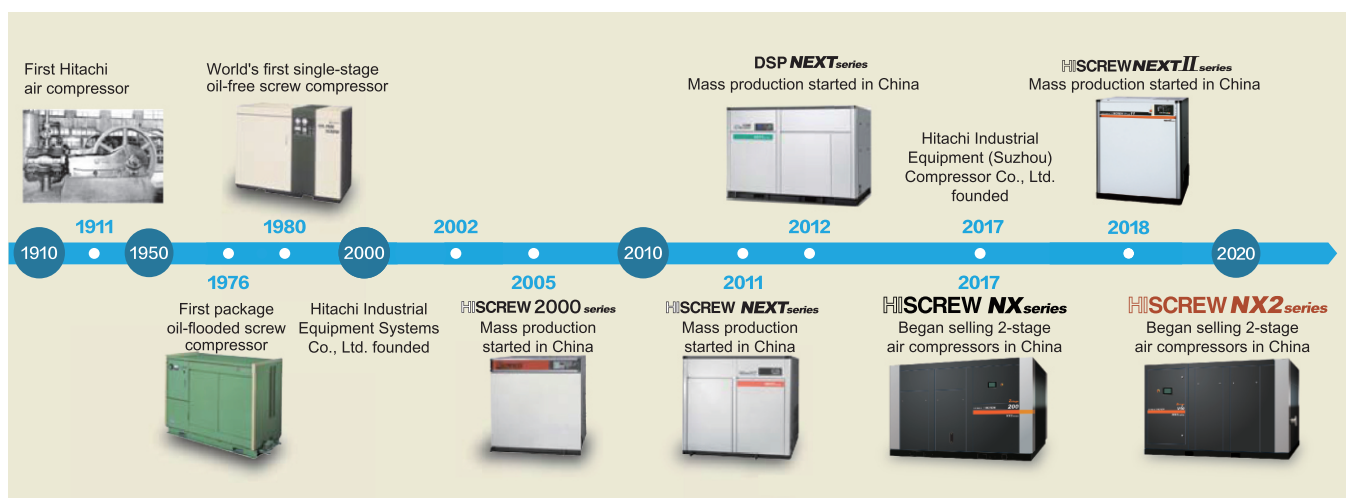 First Hitachi
air compressor
World's first single-stage
oil-free screw compressor
DSP NEXT series
Mass production started in China
Hitachi Industrial
Equipment (Suzhou)
Compressor Co., Ltd.
founded
HISCREW NEXT II series
Mass production started in China
1911
1980
2002
2012
2017
2018
1910
1950
2000
2010
2020
1976
2005
2011
2017
First package
oil-flooded screw
compressor
Hitachi Industrial
Equipment Systems
Co., Ltd. founded
HISCREW 2000 series
Mass production
started in China
HISCREW NEXT series
Mass production
started in China
HISCREW NX series
Began selling 2-stage
air compressors in China
200
HISCREW NX2 series
Began selling 2-stage
air compressors in China